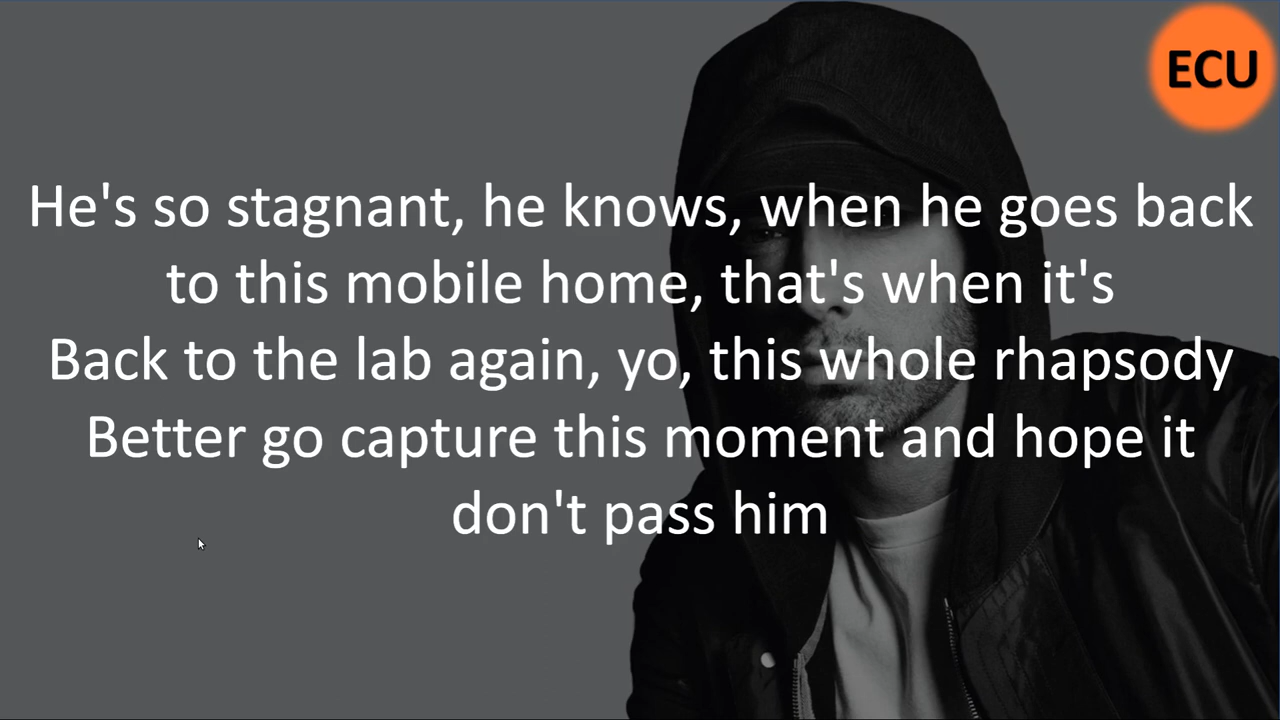 ECU
He's so stagnant, he knows, when he goes back
to this mobile home, that's when it's
Back to the lab again, yo, this whole rhapsody
Better go capture this moment and hope it
don't pass him